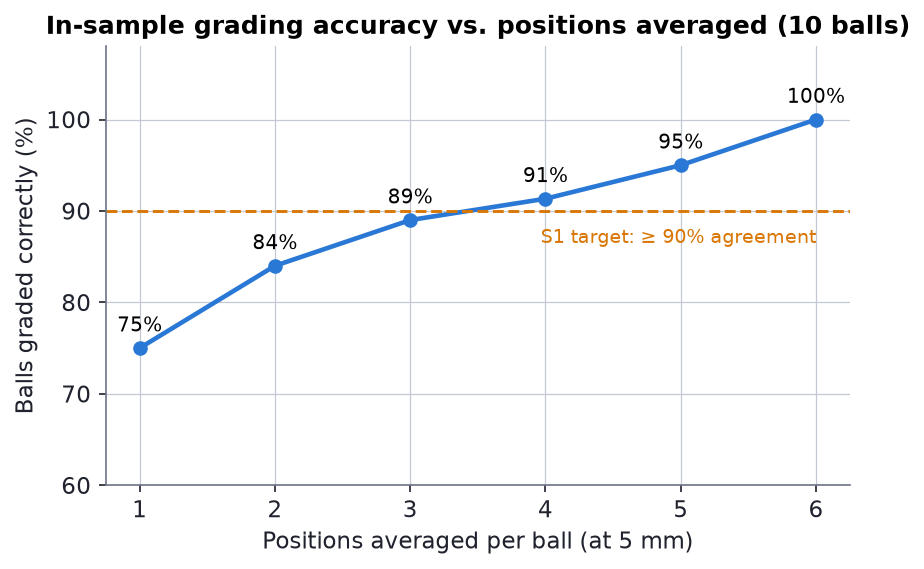 In-sample grading accuracy vs. positions averaged (10 balls)
Balls graded correctly (%)
100
90
80
70
60
75%
84%
89%
91%
95%
100%
S1 target: ≥ 90% agreement
1 2 3 4 5 6
Positions averaged per ball (at 5 mm)